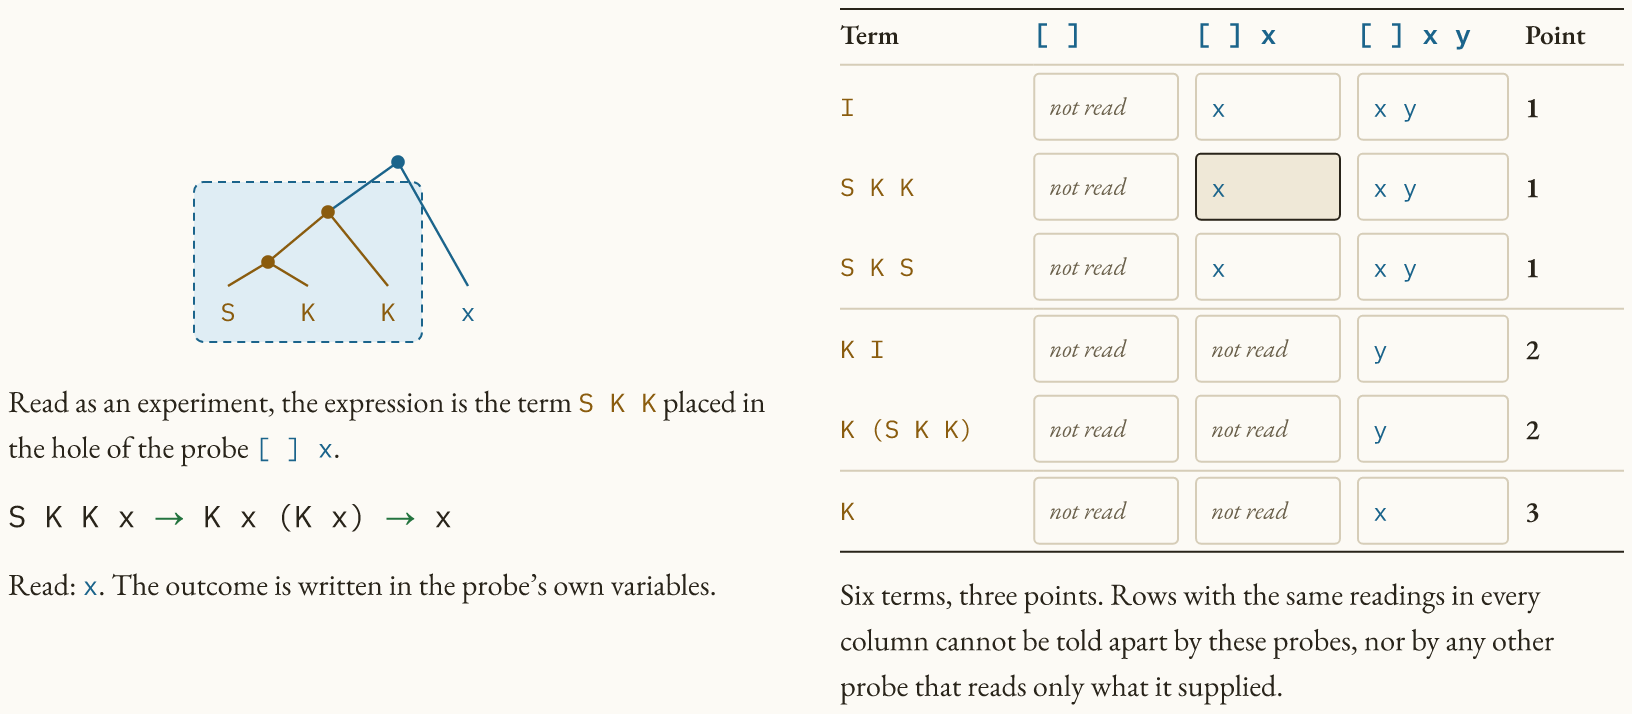 S K K x
Read as an experiment, the expression is the term S K K placed in
the hole of the probe [ ] x.
S K K x → K x (K x) → x
Read: x. The outcome is written in the probe’s own variables.
Term [ ] [ ] x [ ] x y Point
I not read x x y 1
S K K not read x x y 1
S K S not read x x y 1
K I not read not read y 2
K (S K K) not read not read y 2
K not read not read x 3
Six terms, three points. Rows with the same readings in every
column cannot be told apart by these probes, nor by any other
probe that reads only what it supplied.